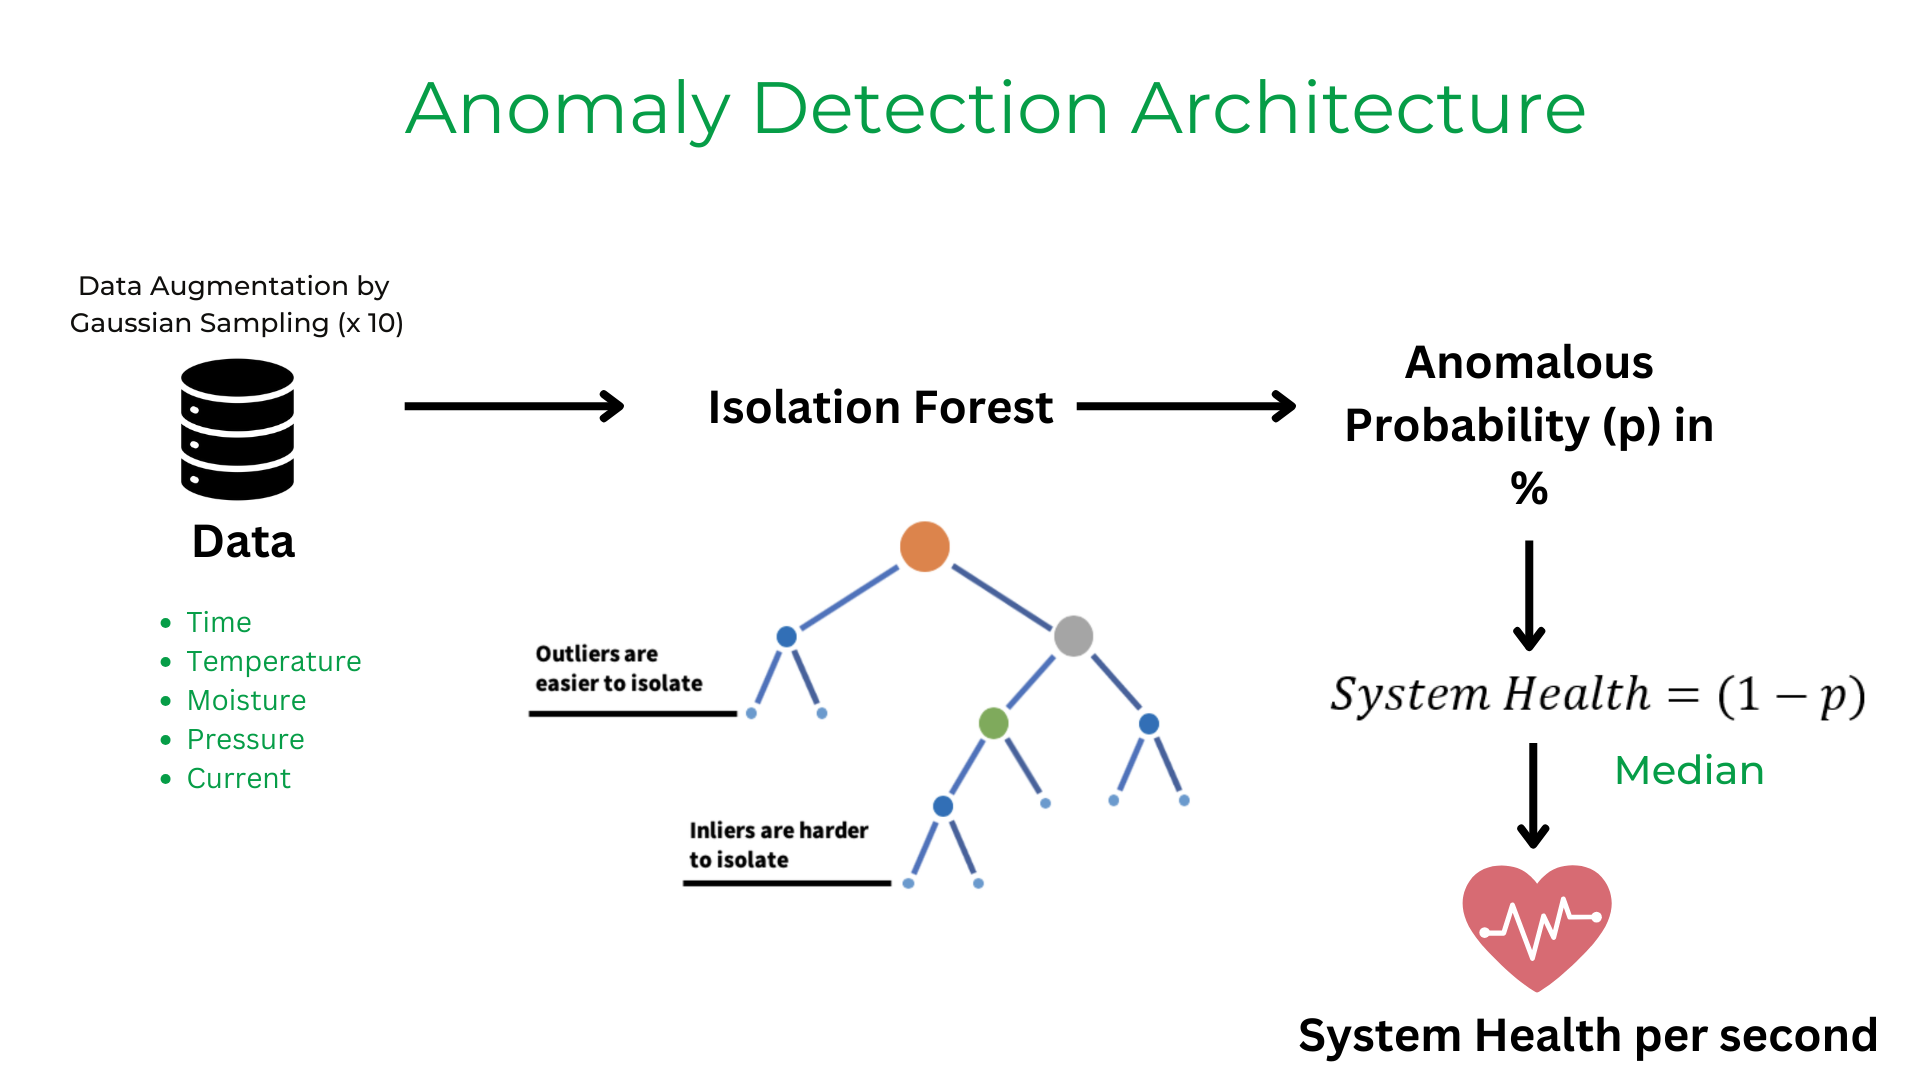 Anomaly Detection Architecture
Data Augmentation by
Gaussian Sampling (x 10)
Data
Time
Temperature
Moisture
Pressure
Current
Isolation Forest
Outliers are
easier to isolate
Inliers are harder
to isolate
Anomalous
Probability (p) in
%
System Health = (1 − p)
Median
System Health per second